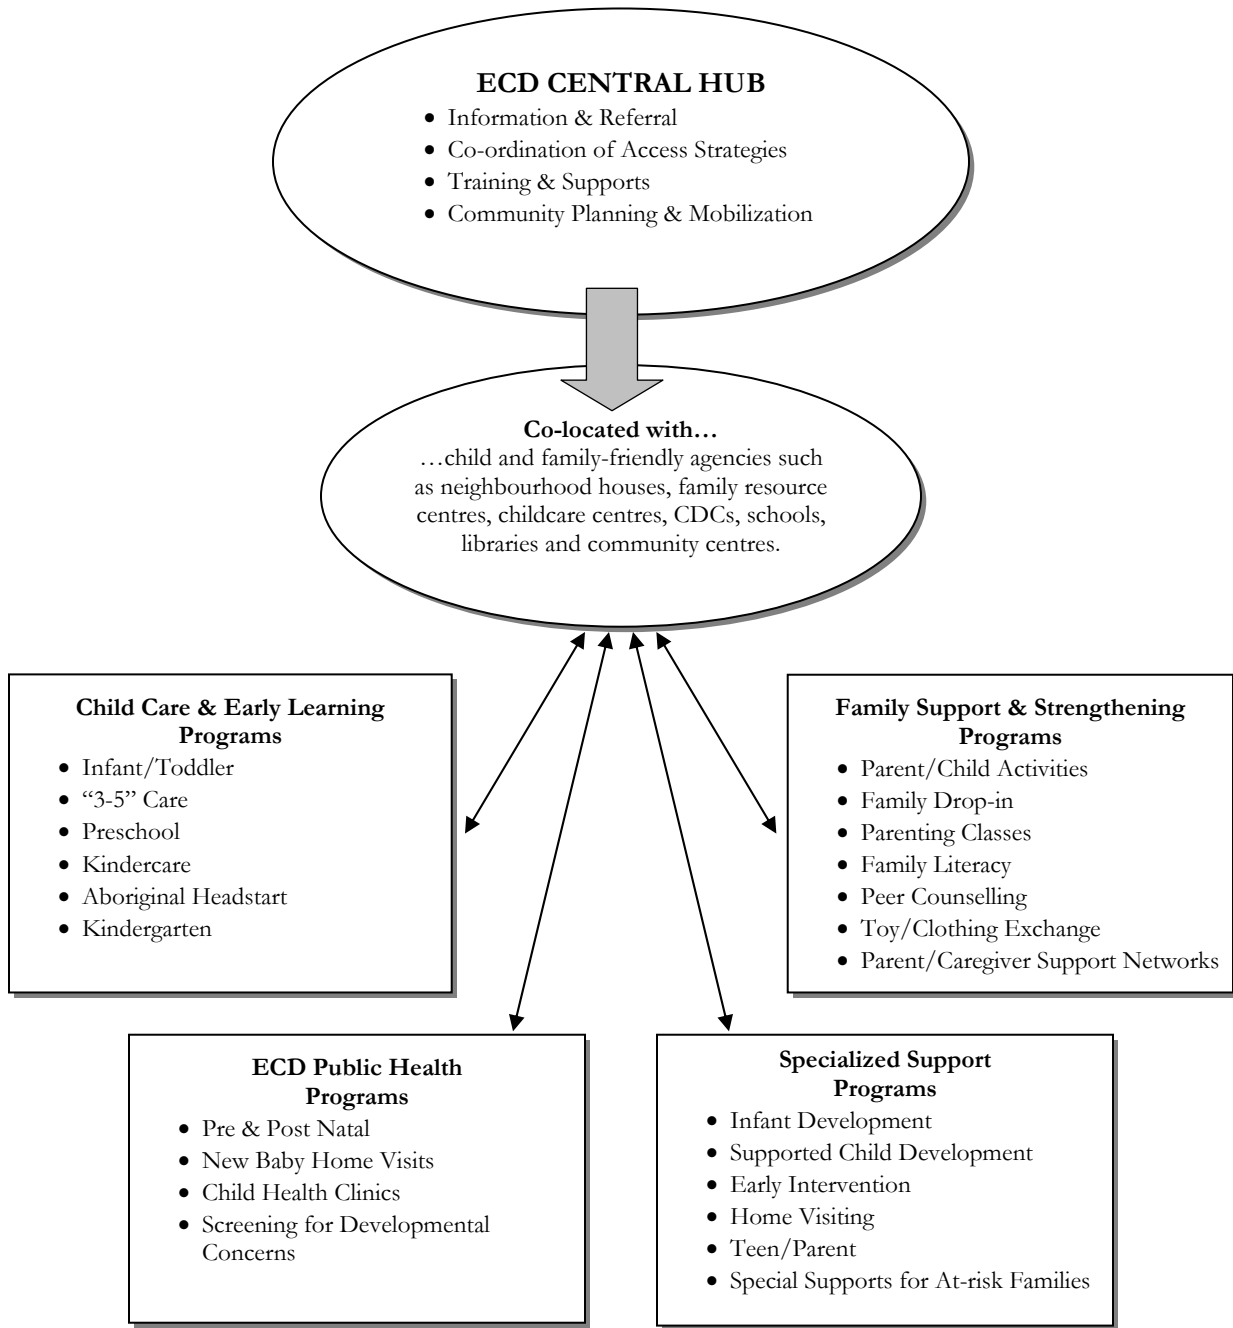 ECD CENTRAL HUB
• Information & Referral
• Co-ordination of Access Strategies
• Training & Supports
• Community Planning & Mobilization
Co-located with…
…child and family-friendly agencies such
as neighbourhood houses, family resource
centres, childcare centres, CDCs, schools,
libraries and community centres.
Child Care & Early Learning
Programs
• Infant/Toddler
• “3-5” Care
• Preschool
• Kindercare
• Aboriginal Headstart
• Kindergarten
Family Support & Strengthening
Programs
• Parent/Child Activities
• Family Drop-in
• Parenting Classes
• Family Literacy
• Peer Counselling
• Toy/Clothing Exchange
• Parent/Caregiver Support Networks
ECD Public Health
Programs
• Pre & Post Natal
• New Baby Home Visits
• Child Health Clinics
• Screening for Developmental
Concerns
Specialized Support
Programs
• Infant Development
• Supported Child Development
• Early Intervention
• Home Visiting
• Teen/Parent
• Special Supports for At-risk Families